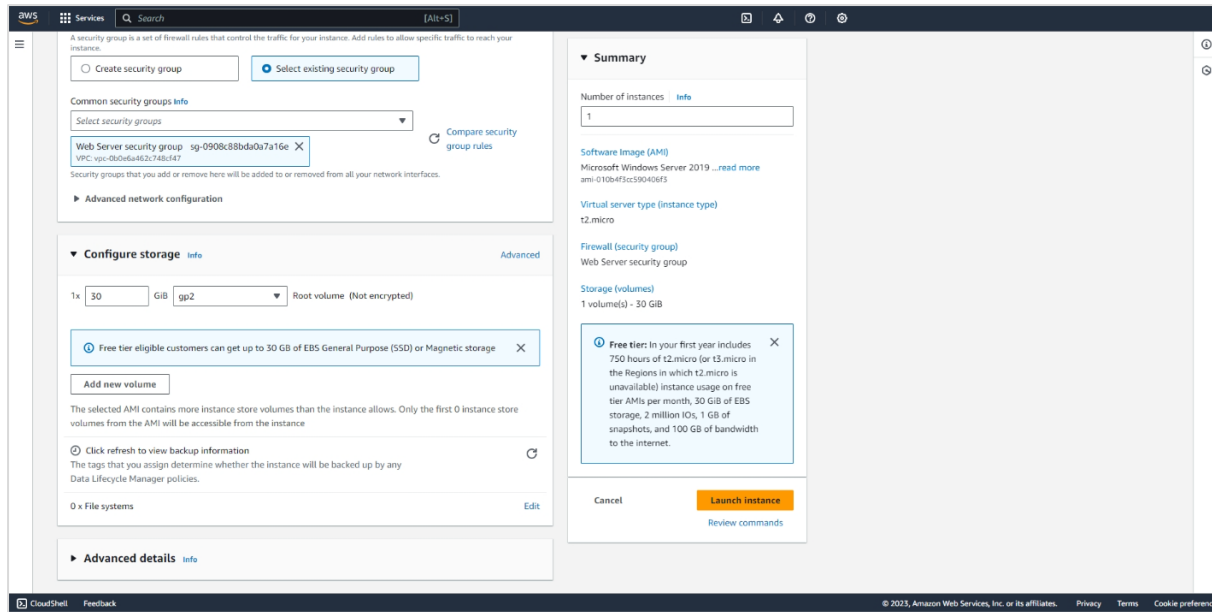 aws
Services
Search
[Alt+S]
A security group is a set of firewall rules that control the traffic for your instance. Add rules to allow specific traffic to reach your
instance.
Create security group
Select existing security group
Common security groups Info
Select security groups
Web Server security group sg-0908c88bda0a7a16e
VPC: vpc-0b0e6a462c748cf47
Compare security
group rules
Security groups that you add or remove here will be added to or removed from all your network interfaces.
Advanced network configuration
Configure storage Info
Advanced
1x 30 GiB gp2 Root volume (Not encrypted)
Free tier eligible customers can get up to 30 GB of EBS General Purpose (SSD) or Magnetic storage
Add new volume
The selected AMI contains more instance store volumes than the instance allows. Only the first 0 instance store
volumes from the AMI will be accessible from the instance
Click refresh to view backup information
The tags that you assign determine whether the instance will be backed up by any
Data Lifecycle Manager policies.
0 x File systems
Edit
Advanced details Info
Summary
Number of instances Info
1
Software Image (AMI)
Microsoft Windows Server 2019 ...read more
ami-010b4f3cc590406f3
Virtual server type (instance type)
t2.micro
Firewall (security group)
Web Server security group
Storage (volumes)
1 volume(s) - 30 GiB
Free tier: In your first year includes
750 hours of t2.micro (or t3.micro in
the Regions in which t2.micro is
unavailable) instance usage on free
tier AMIs per month, 30 GiB of EBS
storage, 2 million IOs, 1 GB of
snapshots, and 100 GB of bandwidth
to the internet.
Cancel
Launch instance
Review commands
CloudShell
Feedback
© 2023, Amazon Web Services, Inc. or its affiliates.
Privacy
Terms
Cookie preferenc